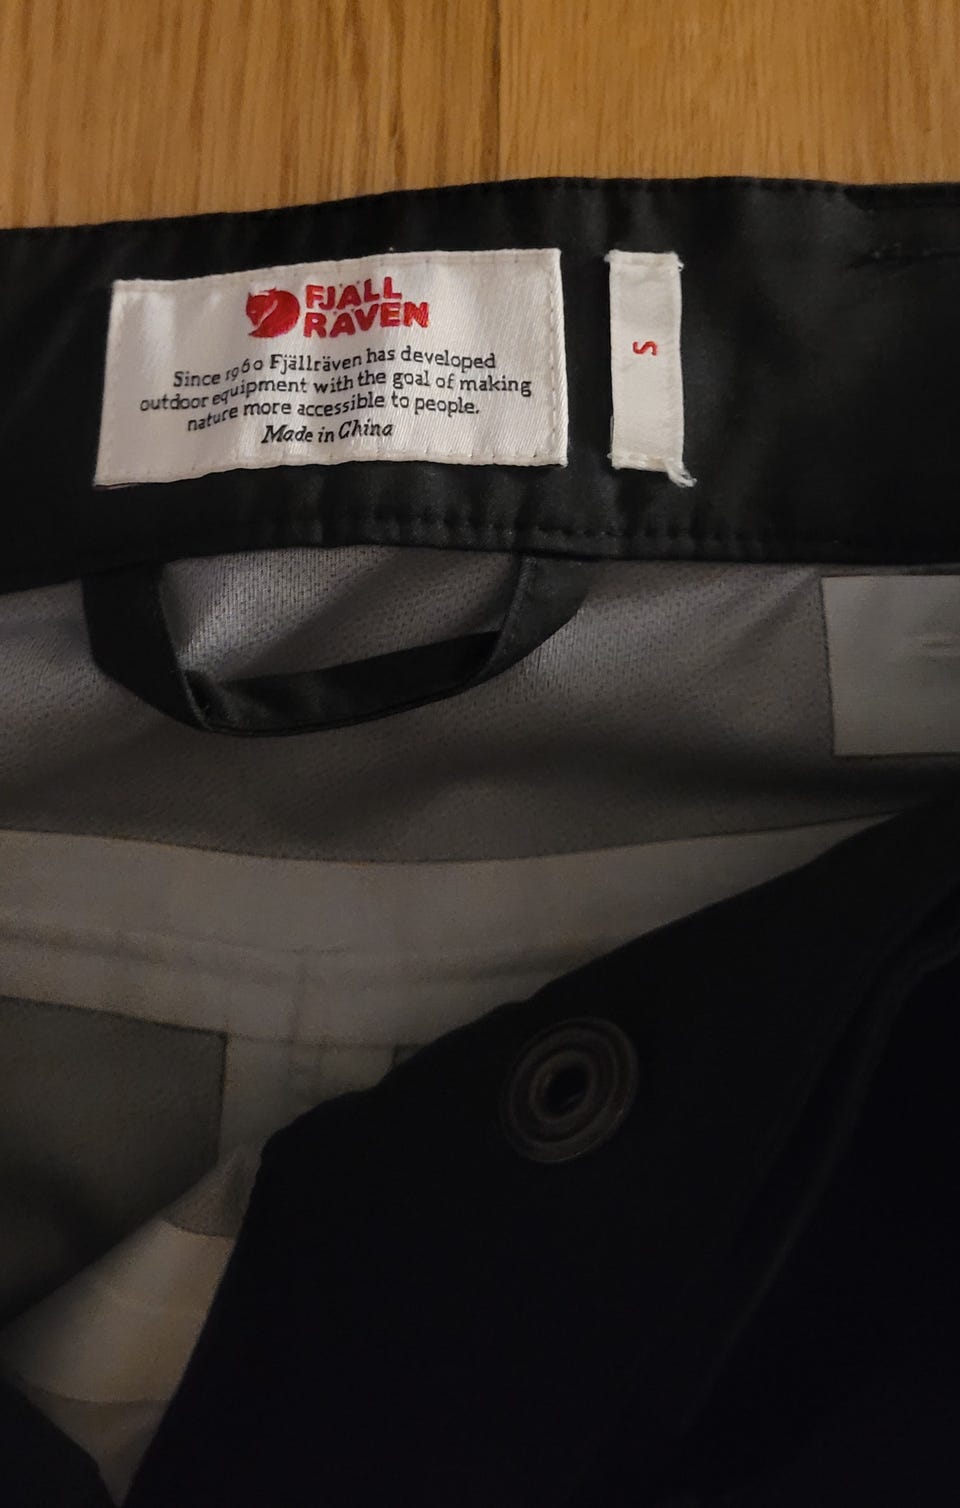 FJÄLL
RÄVEN
Since 1960 Fjällräven has developed
outdoor equipment with the goal of making
nature more accessible to people.
Made in China
S